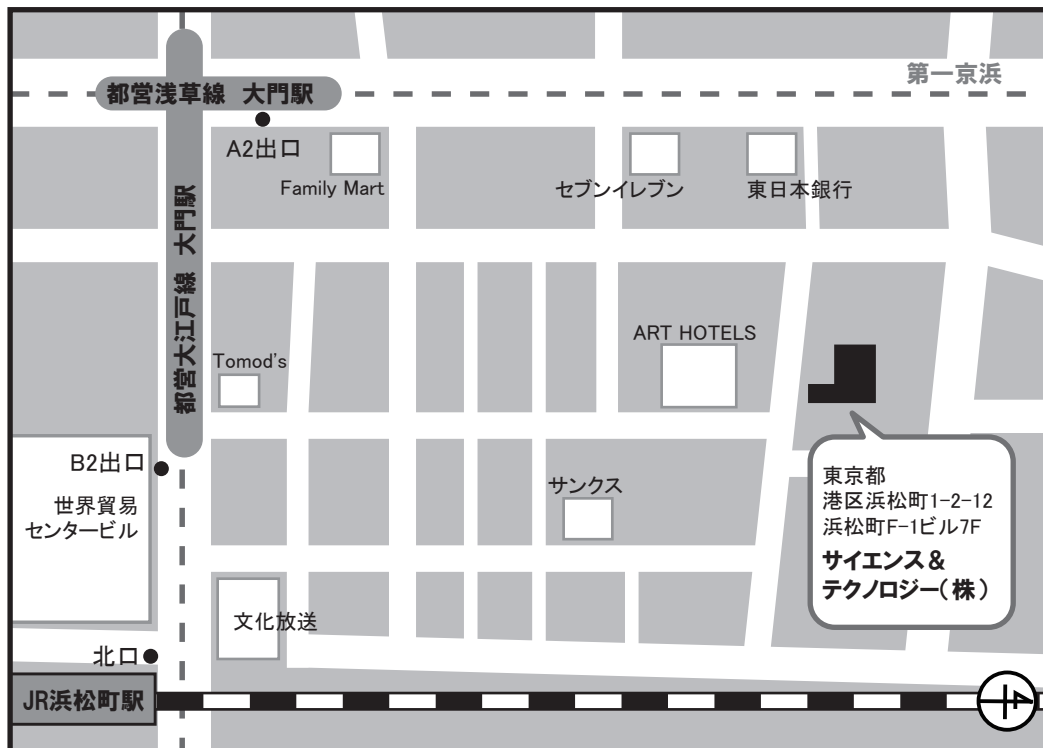 第一京浜
都営浅草線 大門駅
A2出口
Family Mart
セブンイレブン
東日本銀行
都営大江戸線 大門駅
ART HOTELS
Tomod's
B2出口
世界貿易
センタービル
サンクス
東京都
港区浜松町1-2-12
浜松町F-1ビル7F
サイエンス&
テクノロジー(株)
文化放送
北口
JR浜松町駅